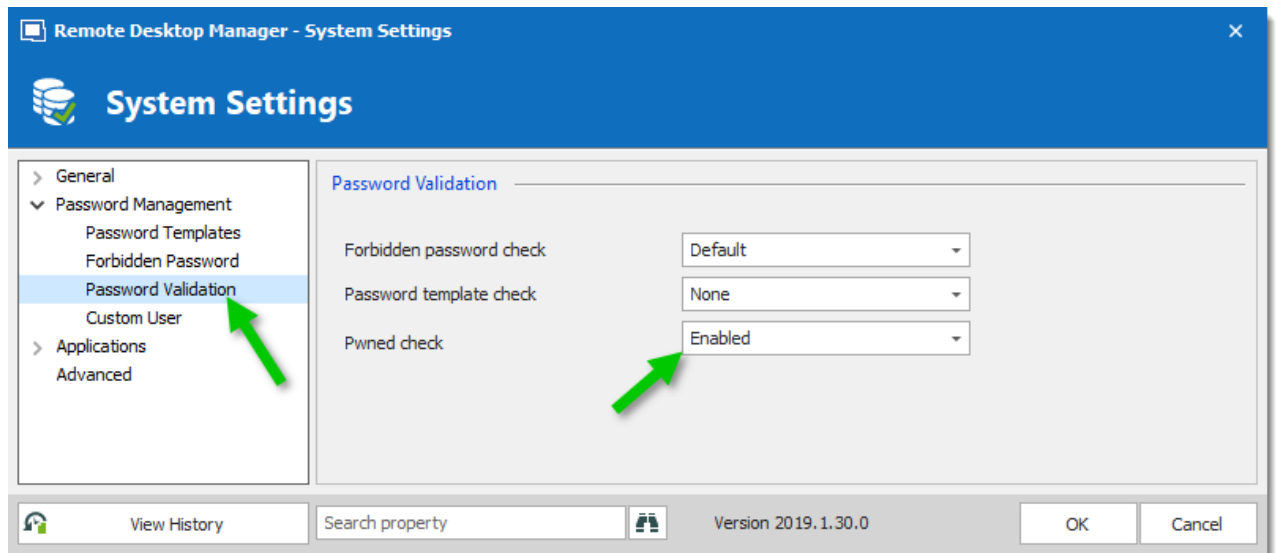 Remote Desktop Manager - System Settings
System Settings
General
Password Management
Password Templates
Forbidden Password
Password Validation
Custom User
Applications
Advanced
Password Validation
Forbidden password check Default
Password template check None
Pwned check Enabled
View History Search property Version 2019.1.30.0 OK Cancel